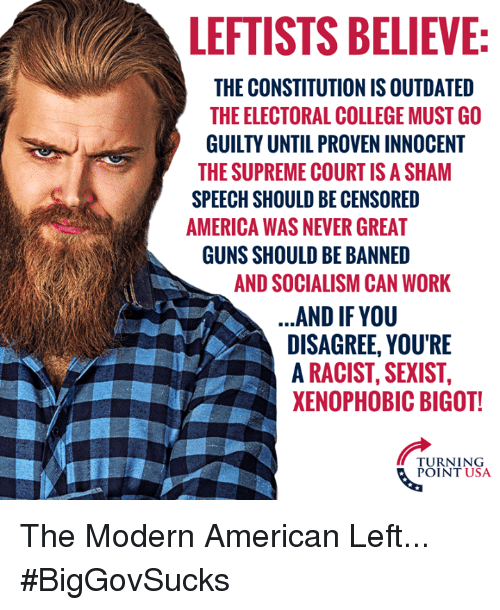 LEFTISTS BELIEVE:
THE CONSTITUTION IS OUTDATED
THE ELECTORAL COLLEGE MUST GO
GUILTY UNTIL PROVEN INNOCENT
THE SUPREME COURT IS A SHAM
SPEECH SHOULD BE CENSORED
AMERICA WAS NEVER GREAT
GUNS SHOULD BE BANNED
AND SOCIALISM CAN WORK
...AND IF YOU
DISAGREE, YOU'RE
A RACIST, SEXIST,
XENOPHOBIC BIGOT!
TURNING
POINT USA
The Modern American Left...
#BigGovSucks